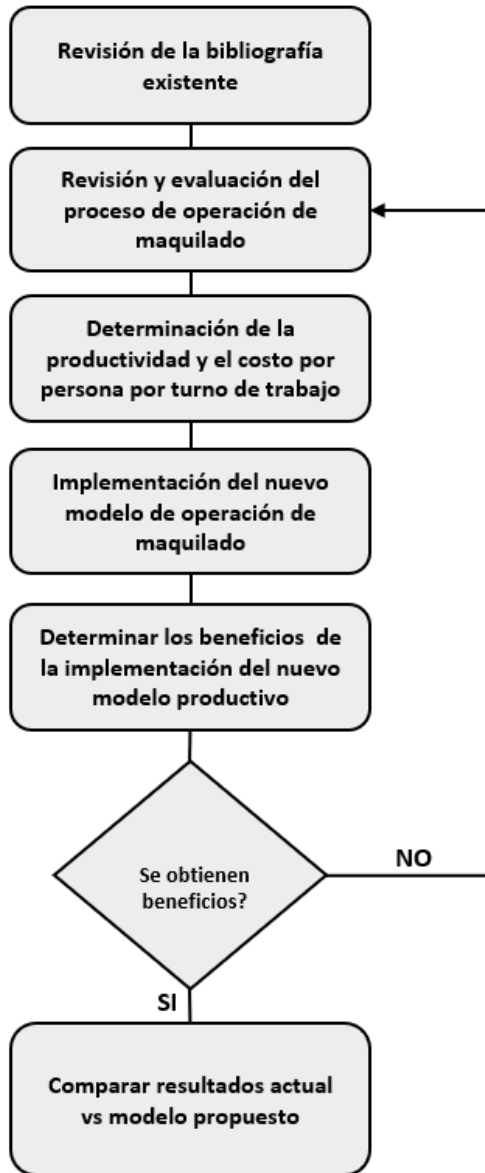 Revisión de la bibliografía
existente
Revisión y evaluación del
proceso de operación de
maquilado
Determinación de la
productividad y el costo por
persona por turno de trabajo
Implementación del nuevo
modelo de operación de
maquilado
Determinar los beneficios de
la implementación del nuevo
modelo productivo
Se obtienen
beneficios?
NO
SI
Comparar resultados actual
vs modelo propuesto